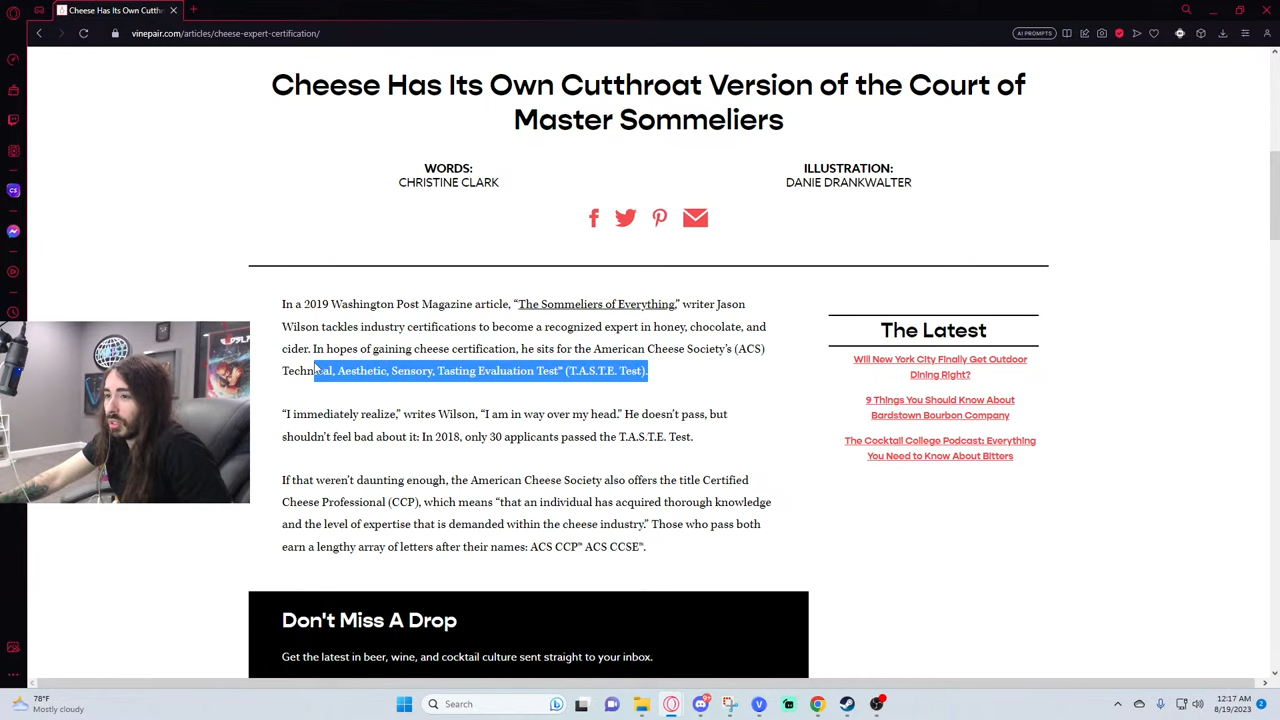 Cheese Has Its Own Cutth
vinepair.com/articles/cheese-expert-certification/
AI PROMPTS
Cheese Has Its Own Cutthroat Version of the Court of
Master Sommeliers
WORDS:
CHRISTINE CLARK
ILLUSTRATION:
DANIE DRANKWALTER
In a 2019 Washington Post Magazine article, “The Sommeliers of Everything,” writer Jason
Wilson tackles industry certifications to become a recognized expert in honey, chocolate, and
cider. In hopes of gaining cheese certification, he sits for the American Cheese Society’s (ACS)
Technical, Aesthetic, Sensory, Tasting Evaluation Test™ (T.A.S.T.E. Test).
“I immediately realize,” writes Wilson, “I am in way over my head.” He doesn’t pass, but
shouldn’t feel bad about it: In 2018, only 30 applicants passed the T.A.S.T.E. Test.
If that weren’t daunting enough, the American Cheese Society also offers the title Certified
Cheese Professional (CCP), which means “that an individual has acquired thorough knowledge
and the level of expertise that is demanded within the cheese industry.” Those who pass both
earn a lengthy array of letters after their names: ACS CCP™ ACS CCSE™.
The Latest
Will New York City Finally Get Outdoor
Dining Right?
9 Things You Should Know About
Bardstown Bourbon Company
The Cocktail College Podcast: Everything
You Need to Know About Bitters
Don't Miss A Drop
Get the latest in beer, wine, and cocktail culture sent straight to your inbox.
78°F
Mostly cloudy
Search
12:17 AM
8/19/2023